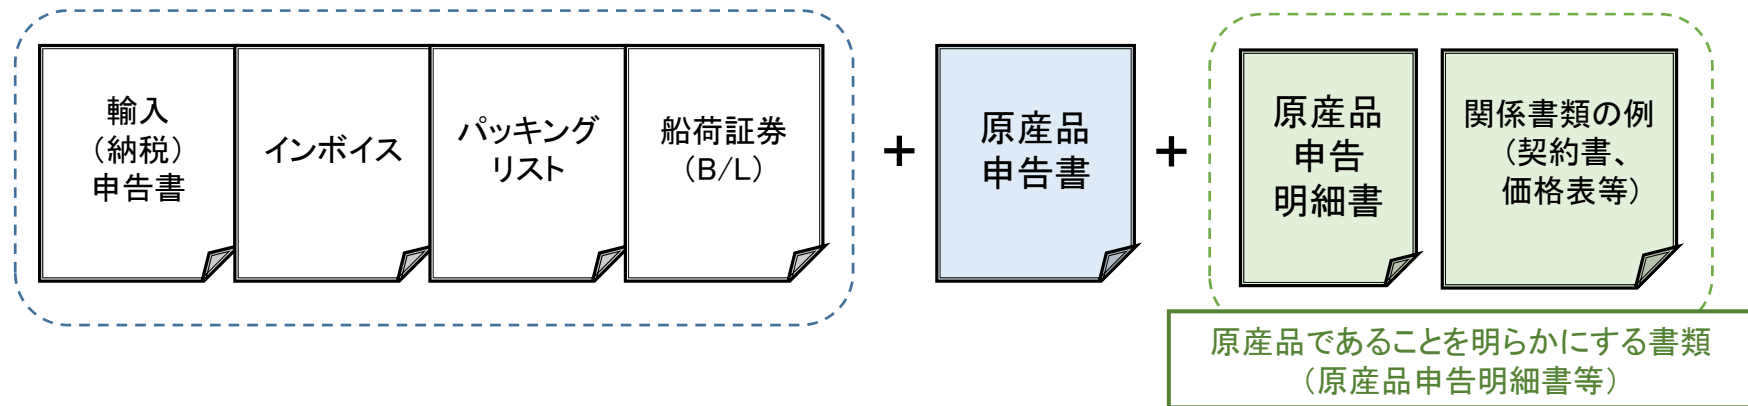 輸入
（納税）
申告書
インボイス
パッキング
リスト
船荷証券
（B/L）
+
原産品
申告書
+
原産品
申告
明細書
関係書類の例
（契約書、
価格表等）
原産品であることを明らかにする書類
（原産品申告明細書等）